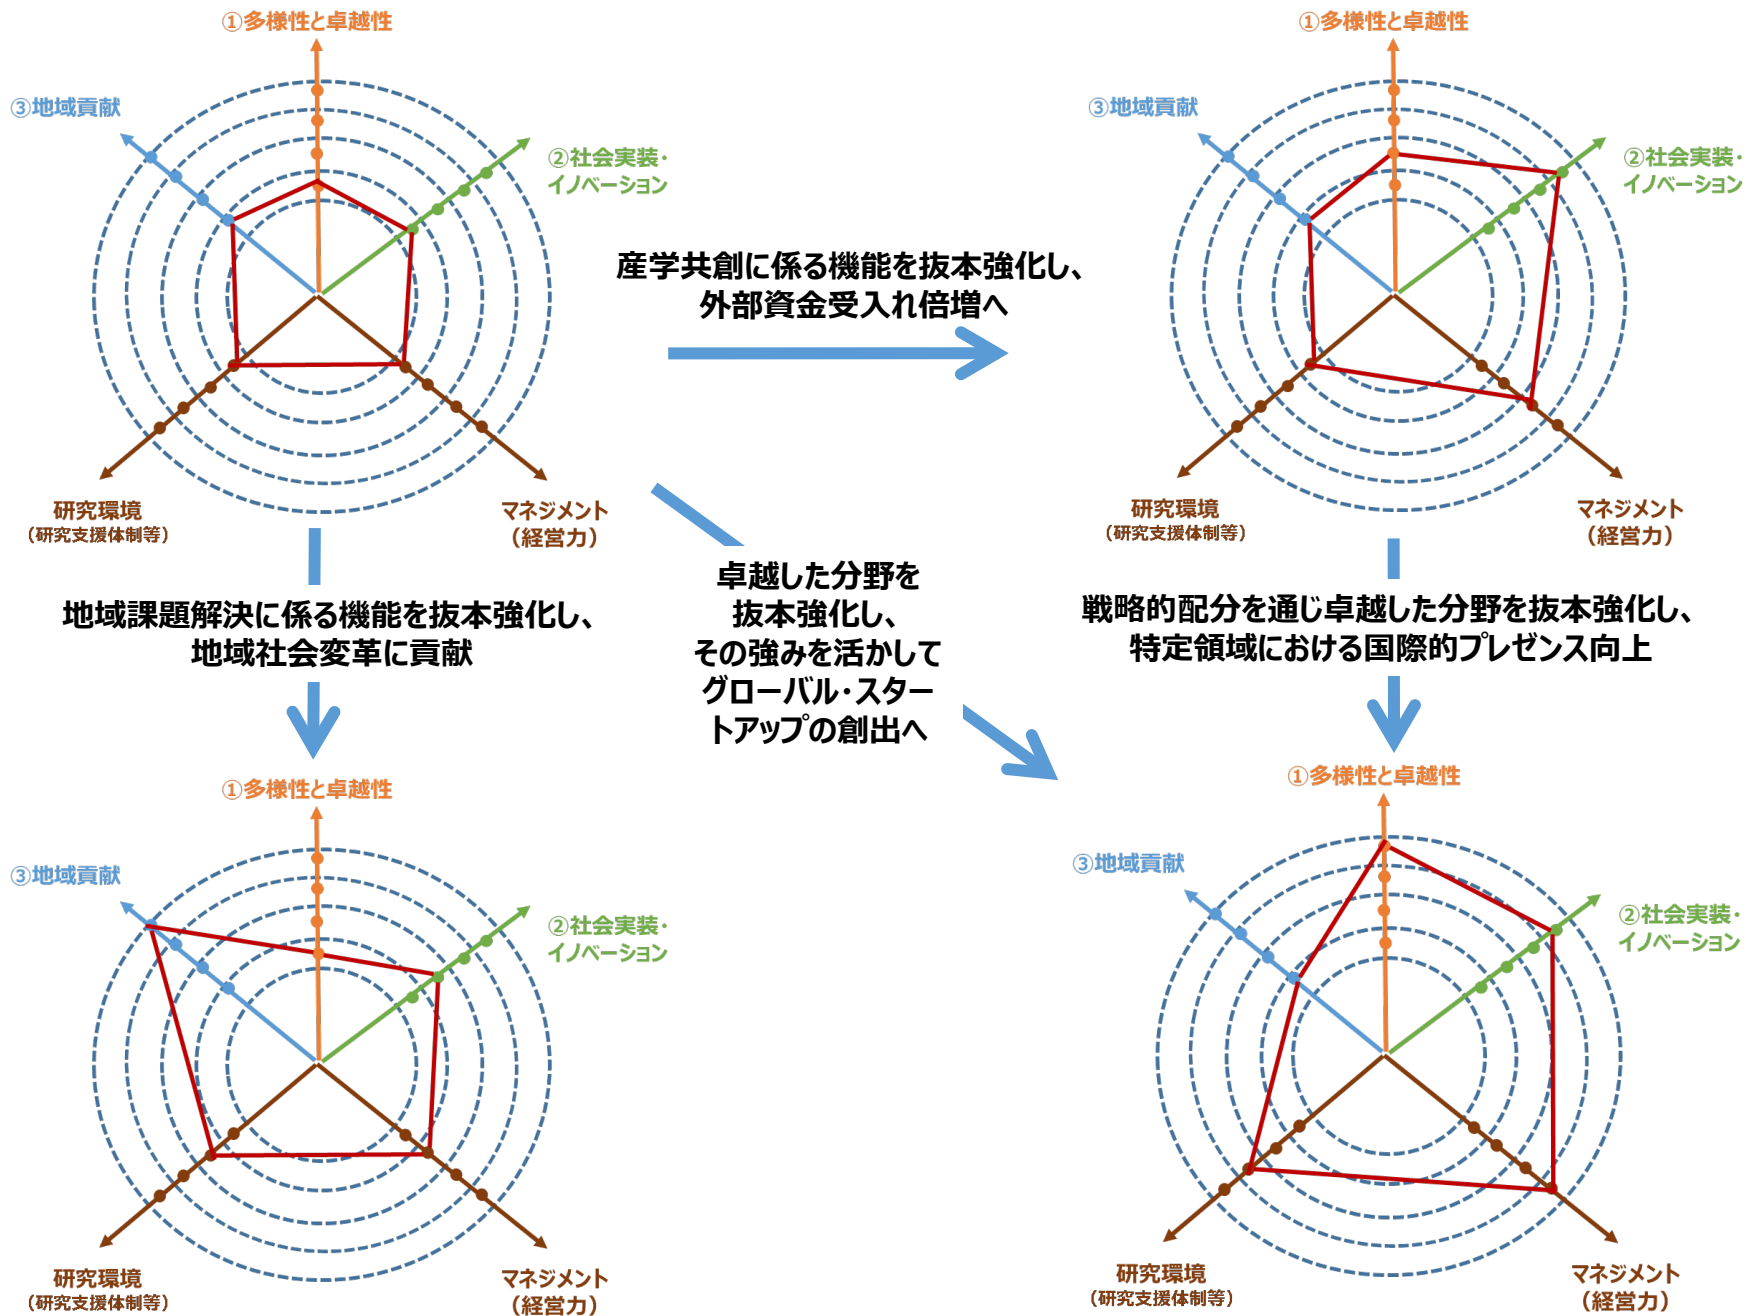 ①多様性と卓越性
③地域貢献
②社会実装・
イノベーション
研究環境
（研究支援体制等）
マネジメント
（経営力）
産学共創に係る機能を抜本強化し、
外部資金受入れ倍増へ
①多様性と卓越性
③地域貢献
②社会実装・
イノベーション
研究環境
（研究支援体制等）
マネジメント
（経営力）
地域課題解決に係る機能を抜本強化し、
地域社会変革に貢献
卓越した分野を
抜本強化し、
その強みを活かして
グローバル・スター
トアップの創出へ
戦略的配分を通じ卓越した分野を抜本強化し、
特定領域における国際的プレゼンス向上
①多様性と卓越性
③地域貢献
②社会実装・
イノベーション
研究環境
（研究支援体制等）
マネジメント
（経営力）
①多様性と卓越性
③地域貢献
②社会実装・
イノベーション
研究環境
（研究支援体制等）
マネジメント
（経営力）